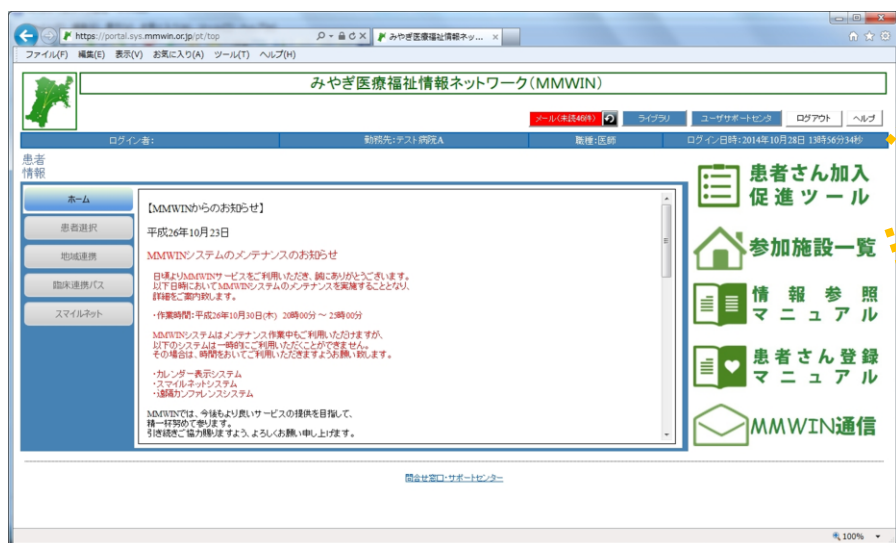 https://portal.sys.mmwin.or.jp/pt/top
みやぎ医療福祉情報ネッ...
ファイル(F) 編集(E) 表示(V) お気に入り(A) ツール(T) ヘルプ(H)
みやぎ医療福祉情報ネットワーク(MMWIN)
メール(未読46件) ライブラリ ユーザサポートセンタ ログアウト ヘルプ
ログイン者: 勤務先:テスト病院A 職種:医師 ログイン日時:2014年10月28日 13時56分34秒
患者
情報
ホーム
患者選択
地域連携
臨床連携パス
スマイルネット
【MMWINからのお知らせ】
平成26年10月23日
MMWINシステムのメンテナンスのお知らせ
日頃よりMMWINサービスをご利用いただき、誠にありがとうございます。
以下日時においてMMWINシステムのメンテナンスを実施することとなり、
詳細をご案内致します。
・作業時間:平成26年10月30日(木) 20時00分 ～ 23時00分
MMWINシステムはメンテナンス作業中もご利用いただけますが、
以下のシステムは一時的にご利用いただくことができません。
その場合は、時間をおいてご利用いただきますようお願い致します。
・カレンダー表示システム
・スマイルネットシステム
・遠隔カンファレンスシステム
MMWINでは、今後もより良いサービスの提供を目指して、
精一杯努めて参ります。
引き続きご協力賜りますよう、よろしくお願い申し上げます。
患者さん加入
促進ツール
参加施設一覧
情報参照
マニュアル
患者さん登録
マニュアル
MMWIN通信
問合せ窓口・サポートセンター
100%